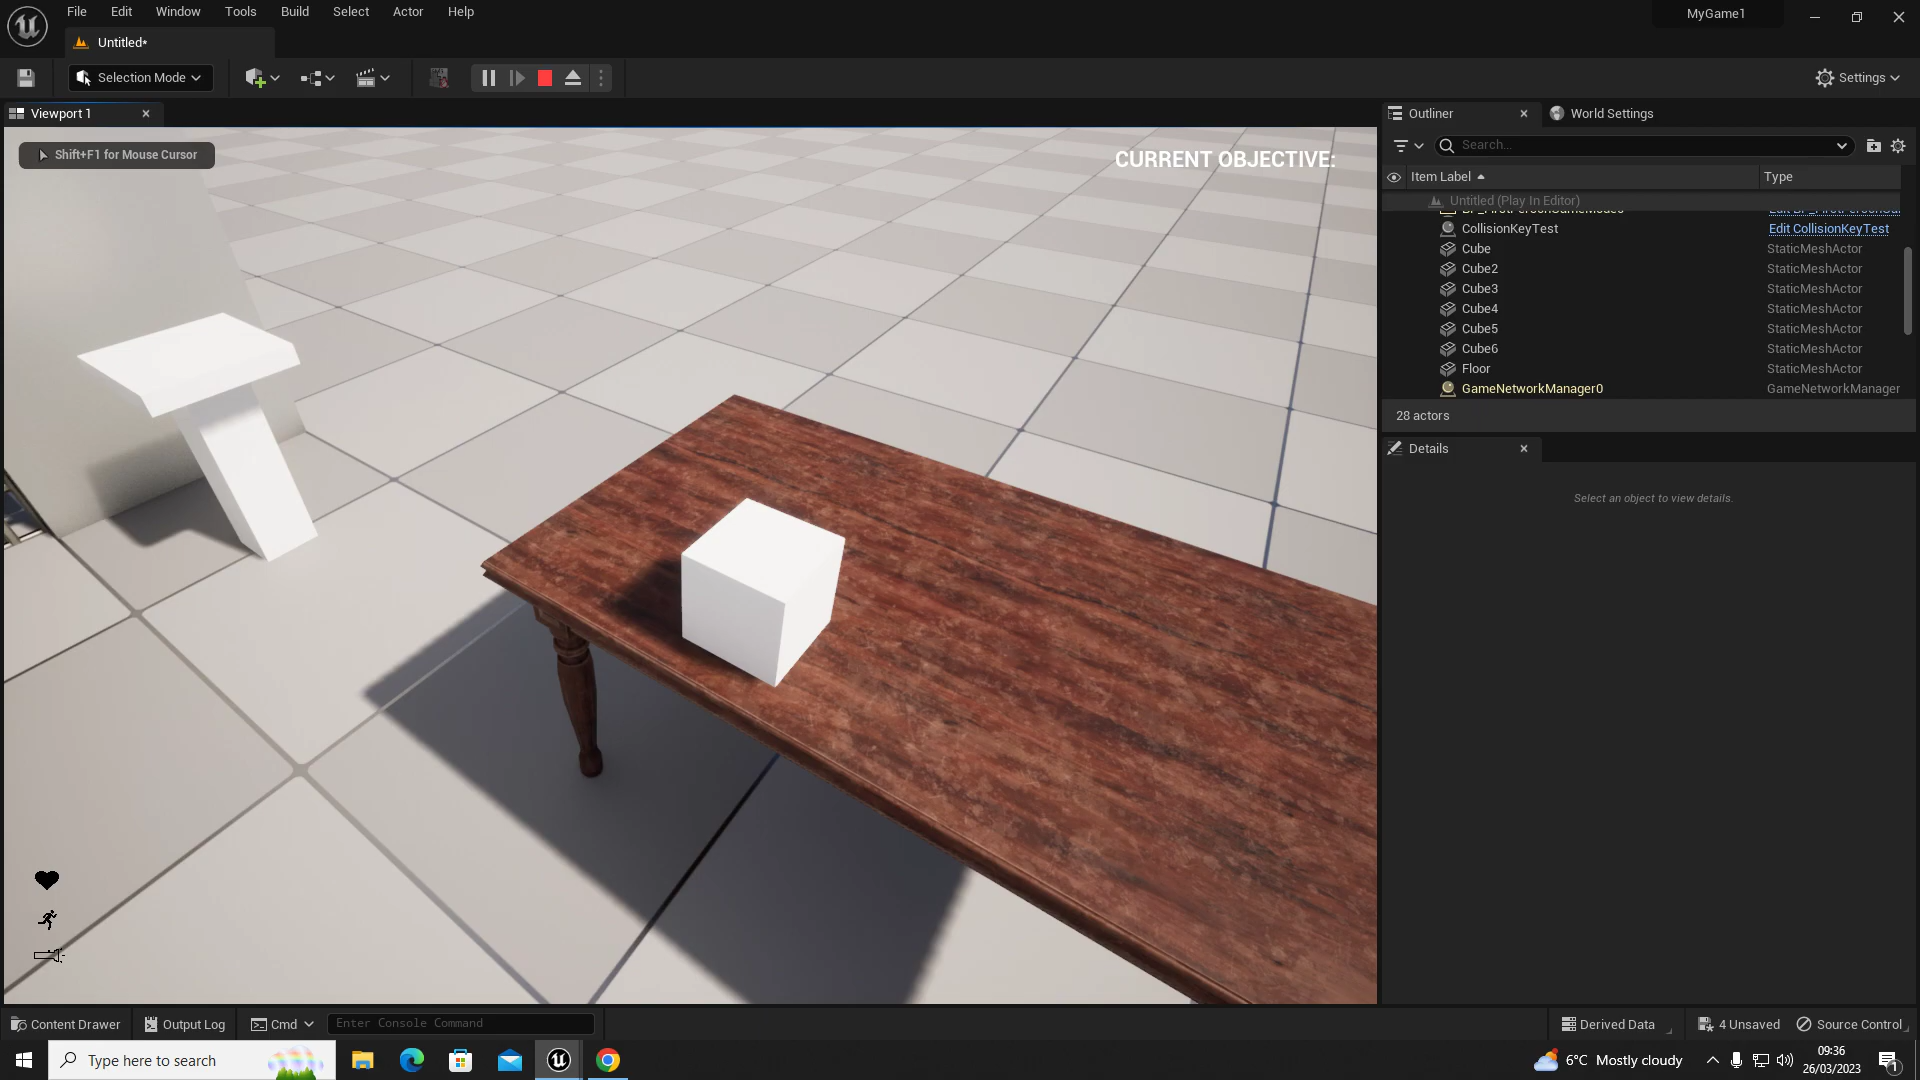 File Edit Window Tools Build Select Actor Help
MyGame1
Untitled*
Selection Mode
Settings
Viewport 1
Outliner
World Settings
Shift+F1 for Mouse Cursor
CURRENT OBJECTIVE:
Search...
Item Label
Type
Untitled (Play In Editor)
CollisionKeyTest Edit CollisionKeyTest
Cube StaticMeshActor
Cube2 StaticMeshActor
Cube3 StaticMeshActor
Cube4 StaticMeshActor
Cube5 StaticMeshActor
Cube6 StaticMeshActor
Floor StaticMeshActor
GameNetworkManager0 GameNetworkManager
28 actors
Details
Select an object to view details.
Content Drawer
Output Log
Cmd
Enter Console Command
Derived Data
4 Unsaved
Source Control
Type here to search
6°C Mostly cloudy
09:36
26/03/2023
1